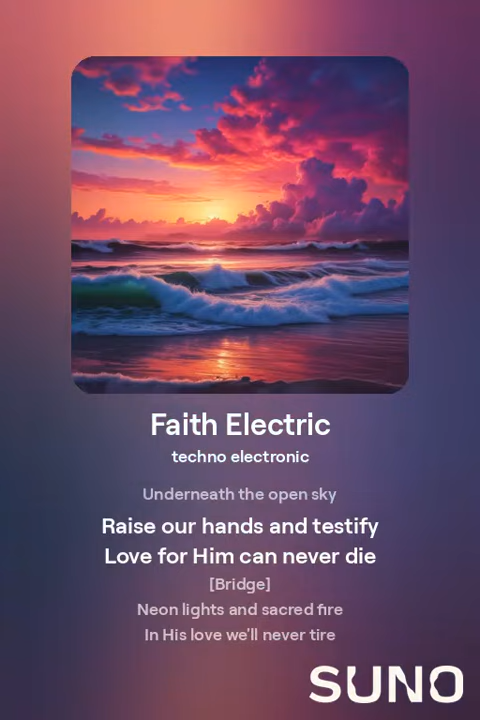 Faith Electric
techno electronic
Underneath the open sky
Raise our hands and testify
Love for Him can never die
[Bridge]
Neon lights and sacred fire
In His love we'll never tire
SUNO